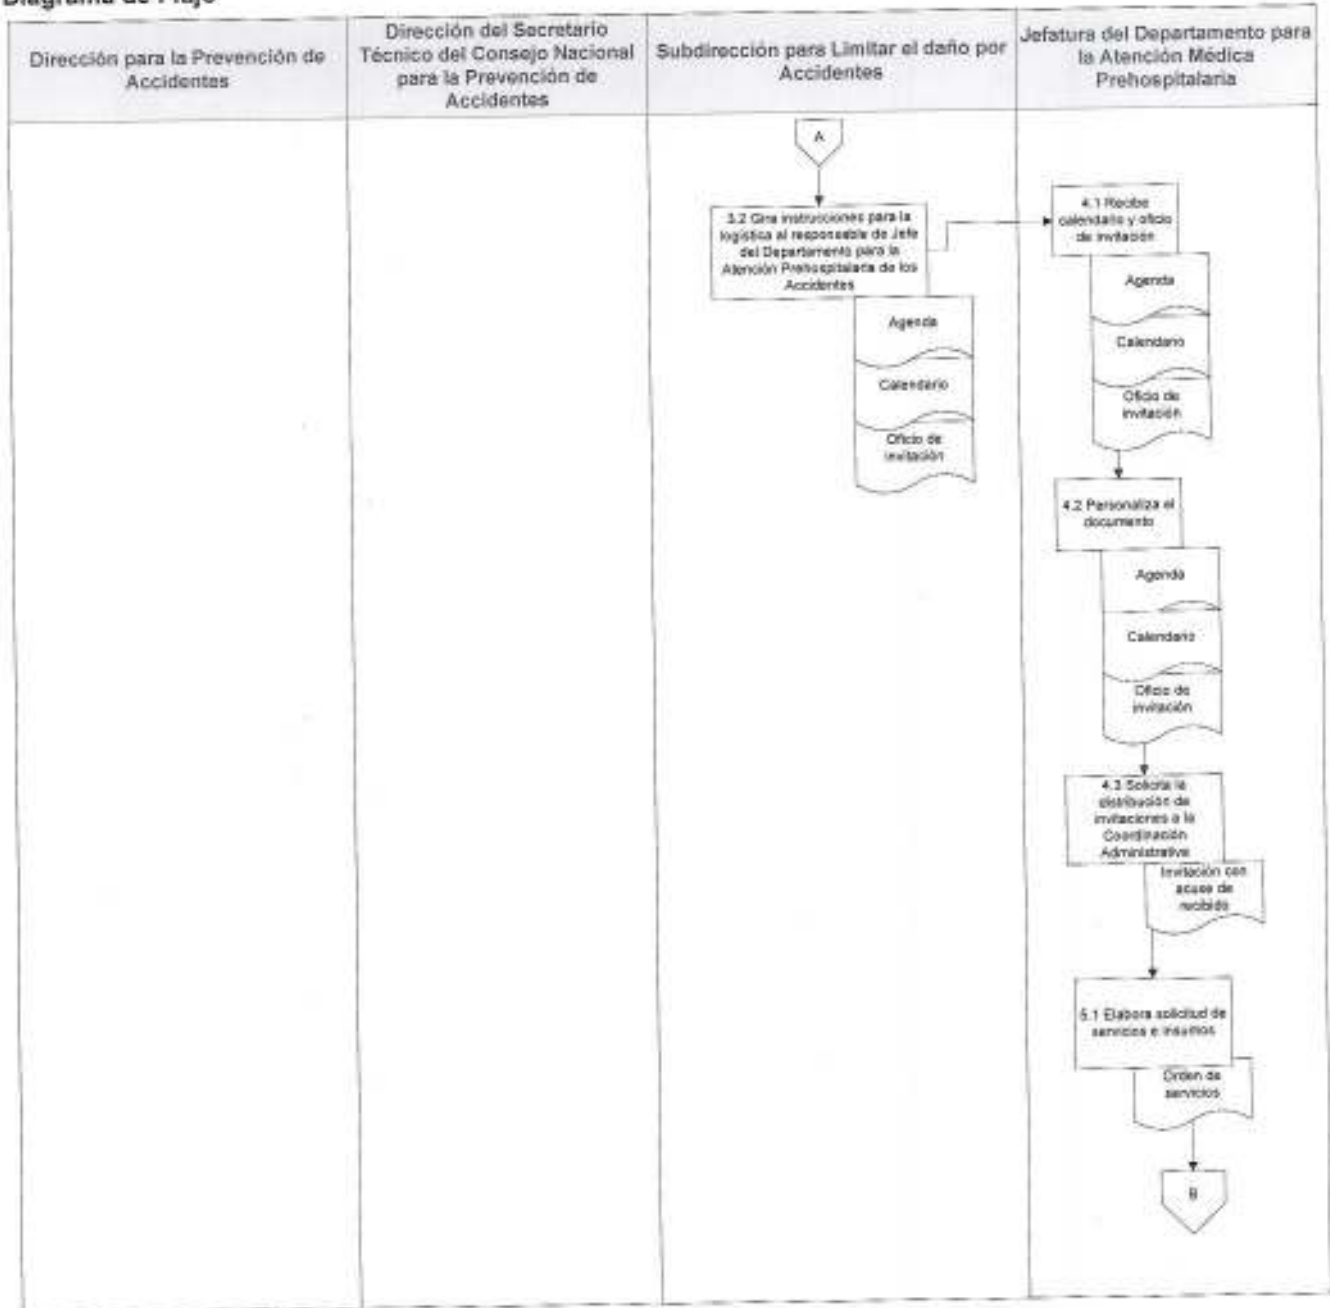 Diagrama de Flujo
Dirección para la Prevención de
Accidentes
Dirección del Secretario
Técnico del Consejo Nacional
para la Prevención de
Accidentes
Subdirección para Limitar el daño por
Accidentes
Jefatura del Departamento para
la Atención Médica
Prehospitalaria
A
3.2 Gira instrucciones para la
logística al responsable de Jefe
del Departamento para la
Atención Prehospitalaria de los
Accidentes
Agenda
Calendario
Oficio de
invitación
4.1 Recibe
calendario y oficio
de invitación
Agenda
Calendario
Oficio de
invitación
4.2 Personaliza el
documento
Agenda
Calendario
Oficio de
invitación
4.3 Solicita la
distribución de
invitaciones a la
Coordinación
Administrativa
Invitación con
acuse de
recibido
5.1 Elabora solicitud de
servicios e insumos
Orden de
servicios
B